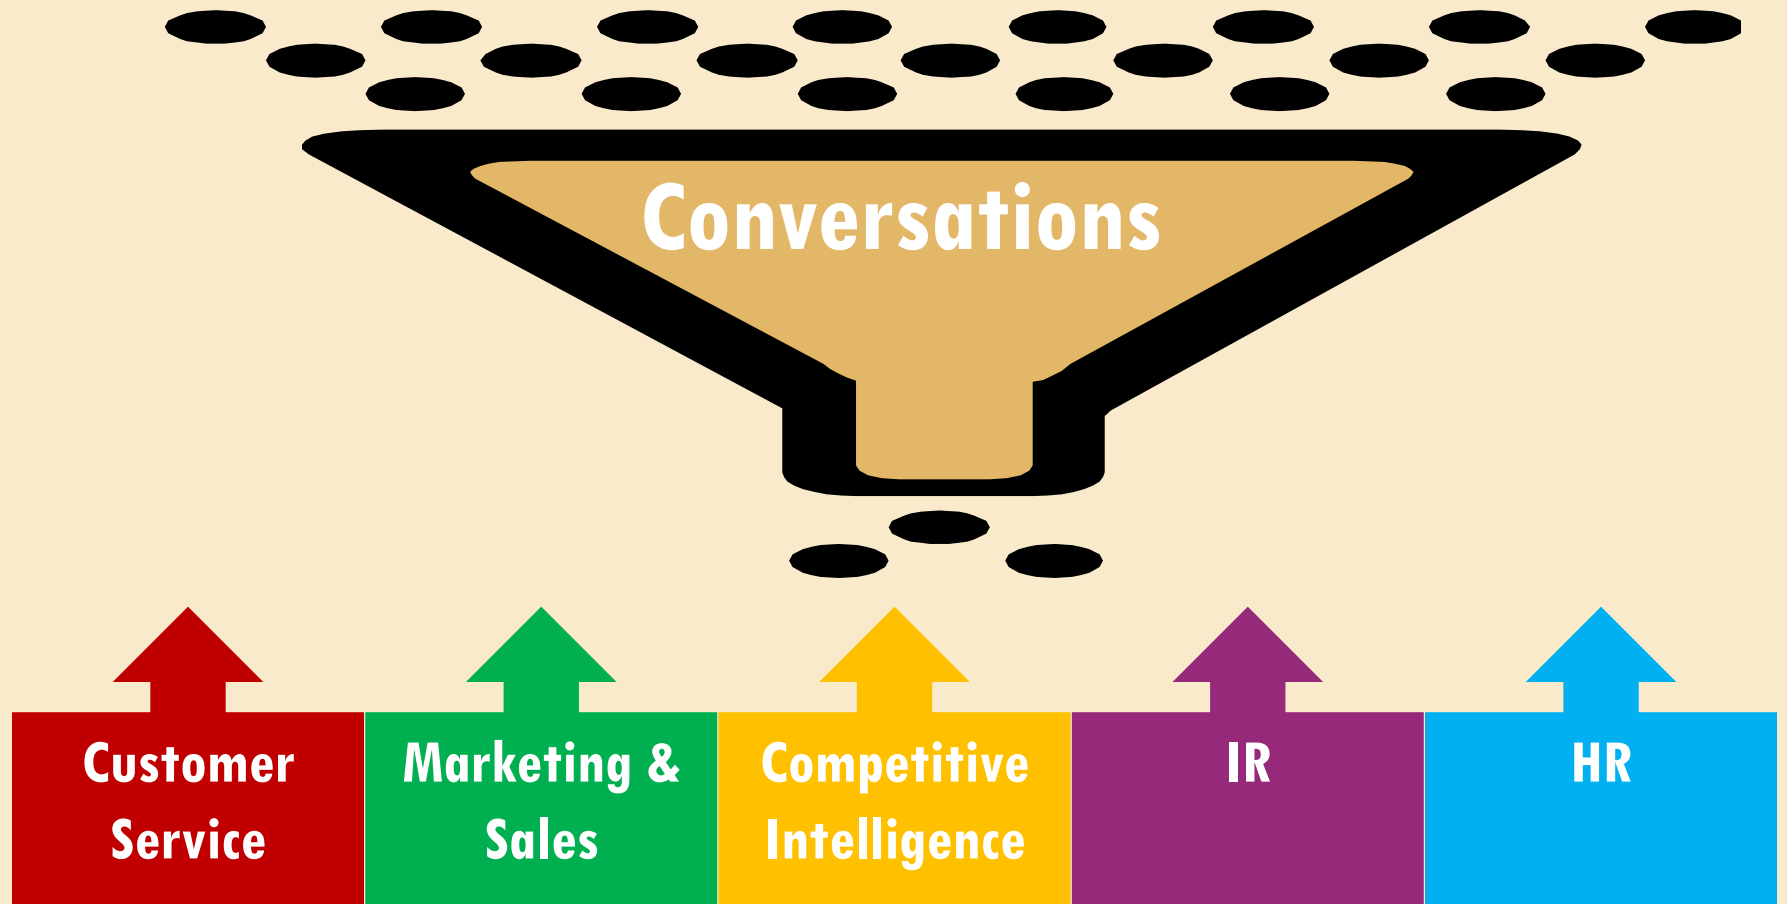 Conversations
Customer
Service
Marketing &
Sales
Competitive
Intelligence
IR
HR